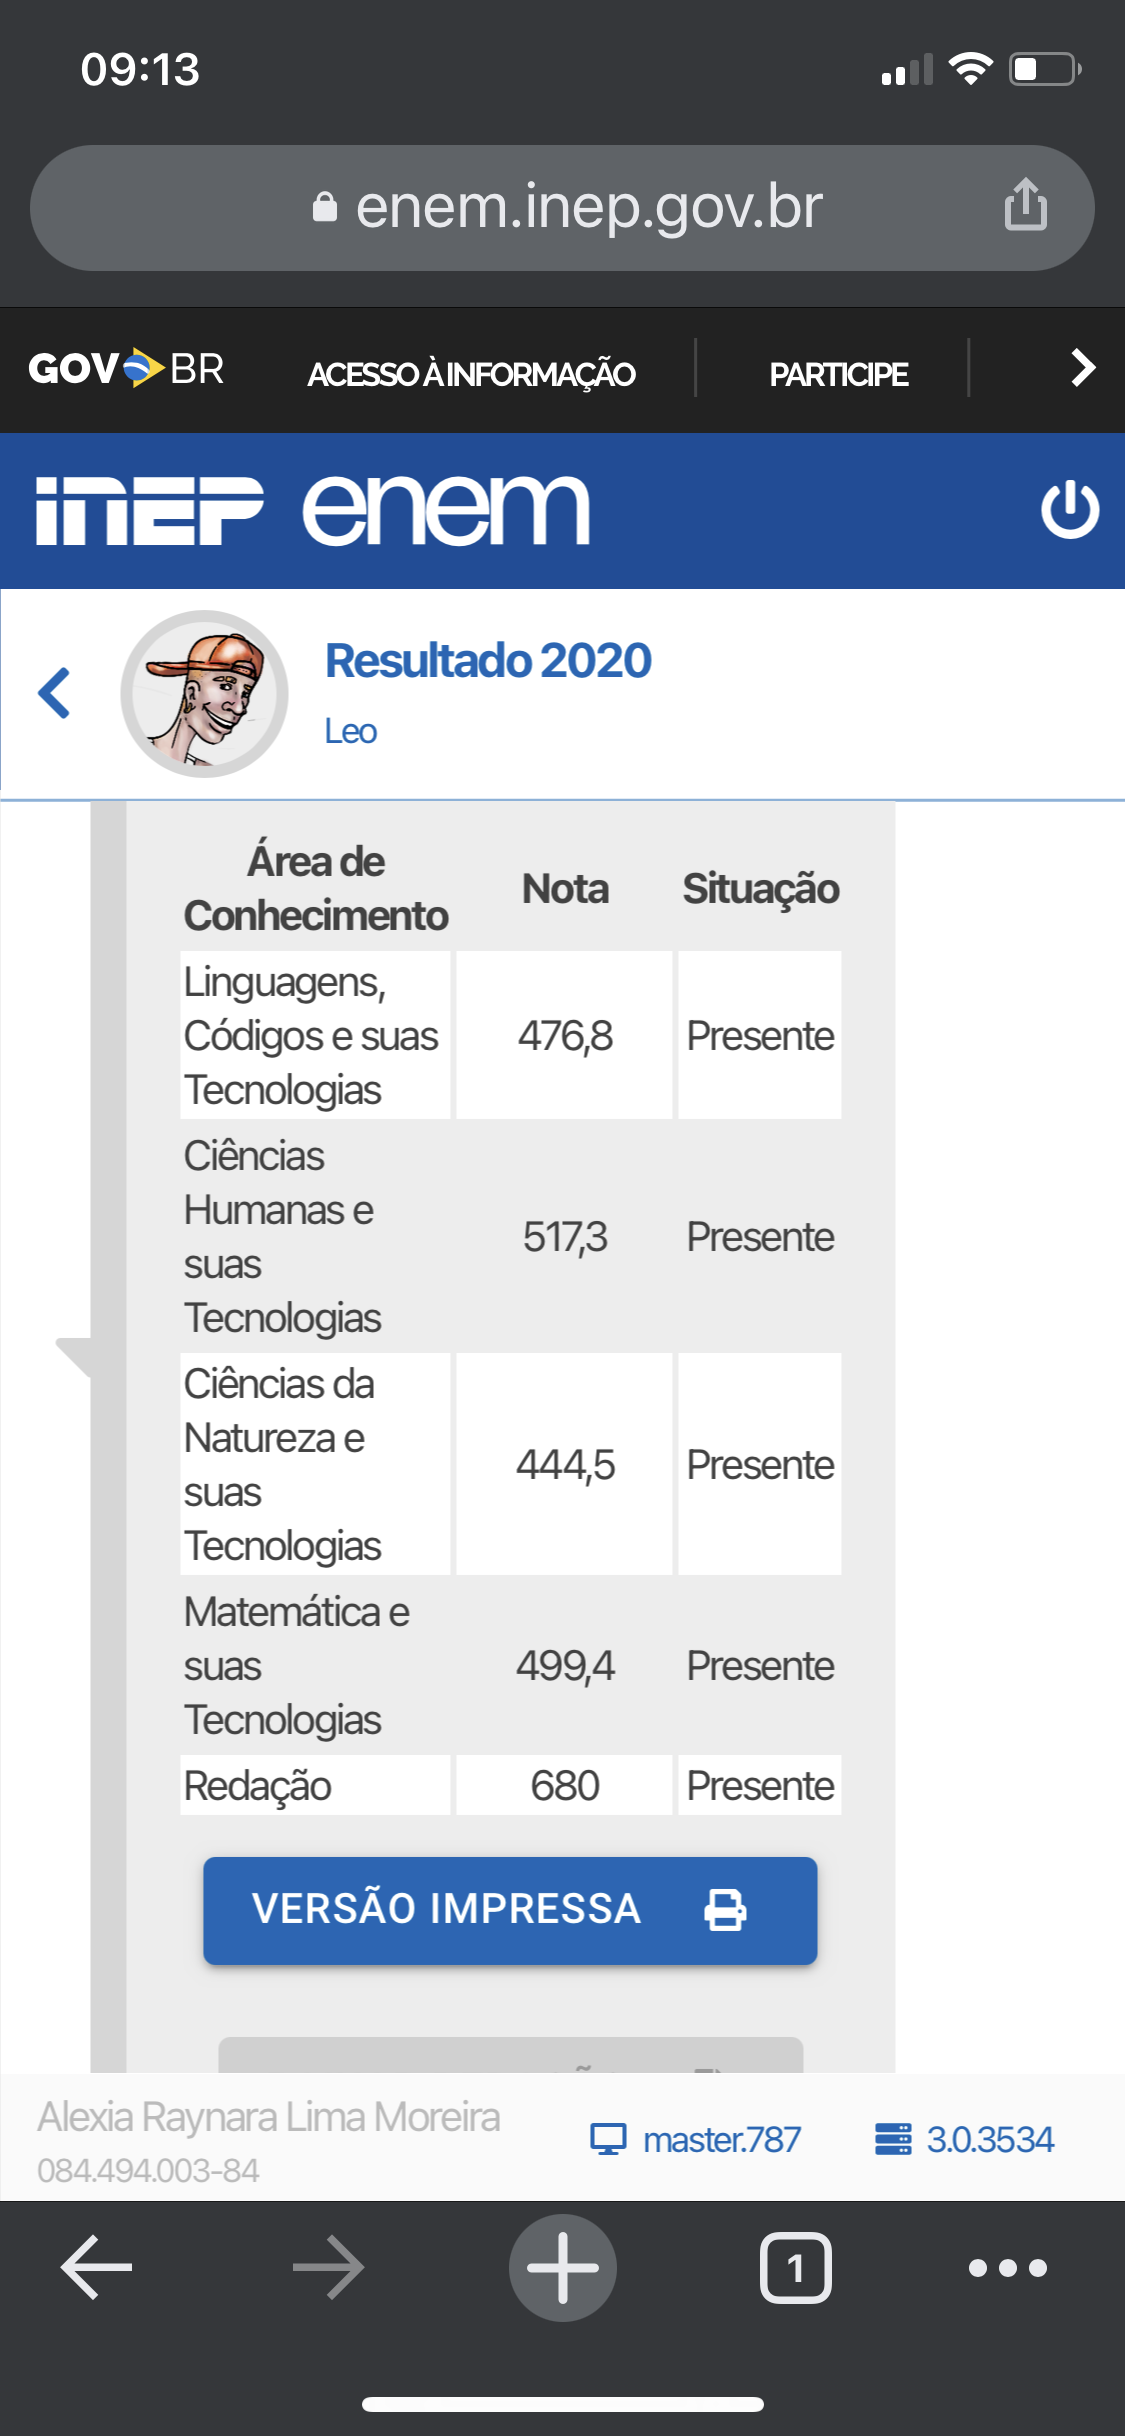 09:13
enem.inep.gov.br
GOV BR ACESSO À INFORMAÇÃO PARTICIPE
INEP enem
Resultado 2020
Leo
Área de Conhecimento Nota Situação
Linguagens, Códigos e suas Tecnologias 476,8 Presente
Ciências Humanas e suas Tecnologias 517,3 Presente
Ciências da Natureza e suas Tecnologias 444,5 Presente
Matemática e suas Tecnologias 499,4 Presente
Redação 680 Presente
VERSÃO IMPRESSA
Alexia Raynara Lima Moreira
084.494.003-84
master.787 3.0.3534
1